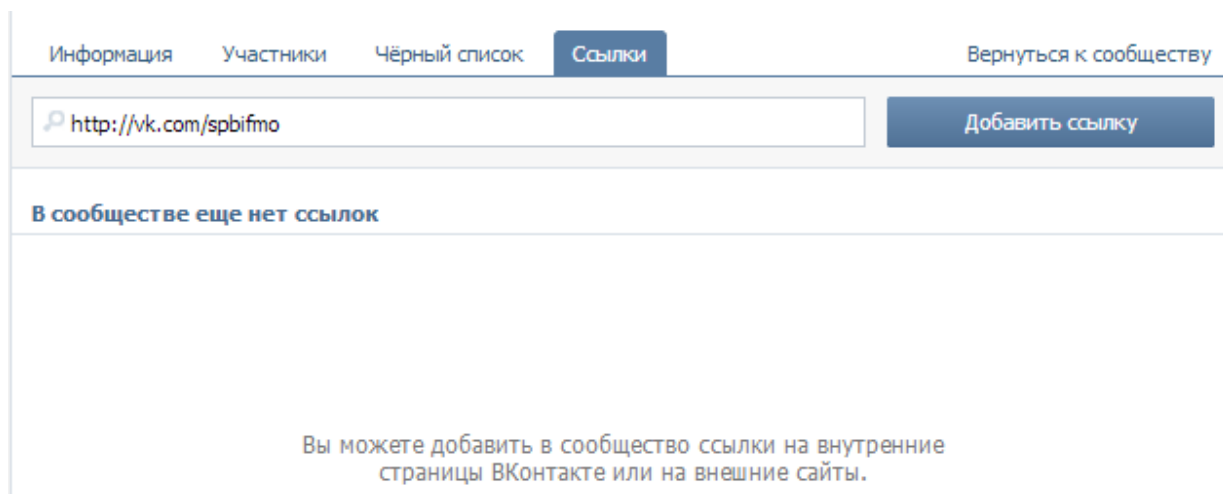 Информация Участники Чёрный список Ссылки Вернуться к сообществу
http://vk.com/spbifmo Добавить ссылку
В сообществе еще нет ссылок
Вы можете добавить в сообщество ссылки на внутренние
страницы ВКонтакте или на внешние сайты.